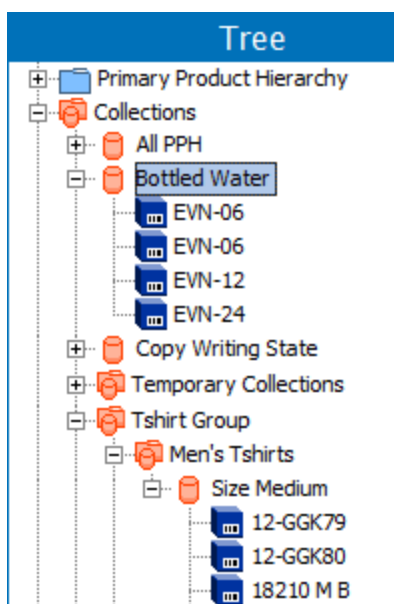 Tree
Primary Product Hierarchy
Collections
All PPH
Bottled Water
EVN-06
EVN-06
EVN-12
EVN-24
Copy Writing State
Temporary Collections
Tshirt Group
Men's Tshirts
Size Medium
12-GGK79
12-GGK80
18210 M B